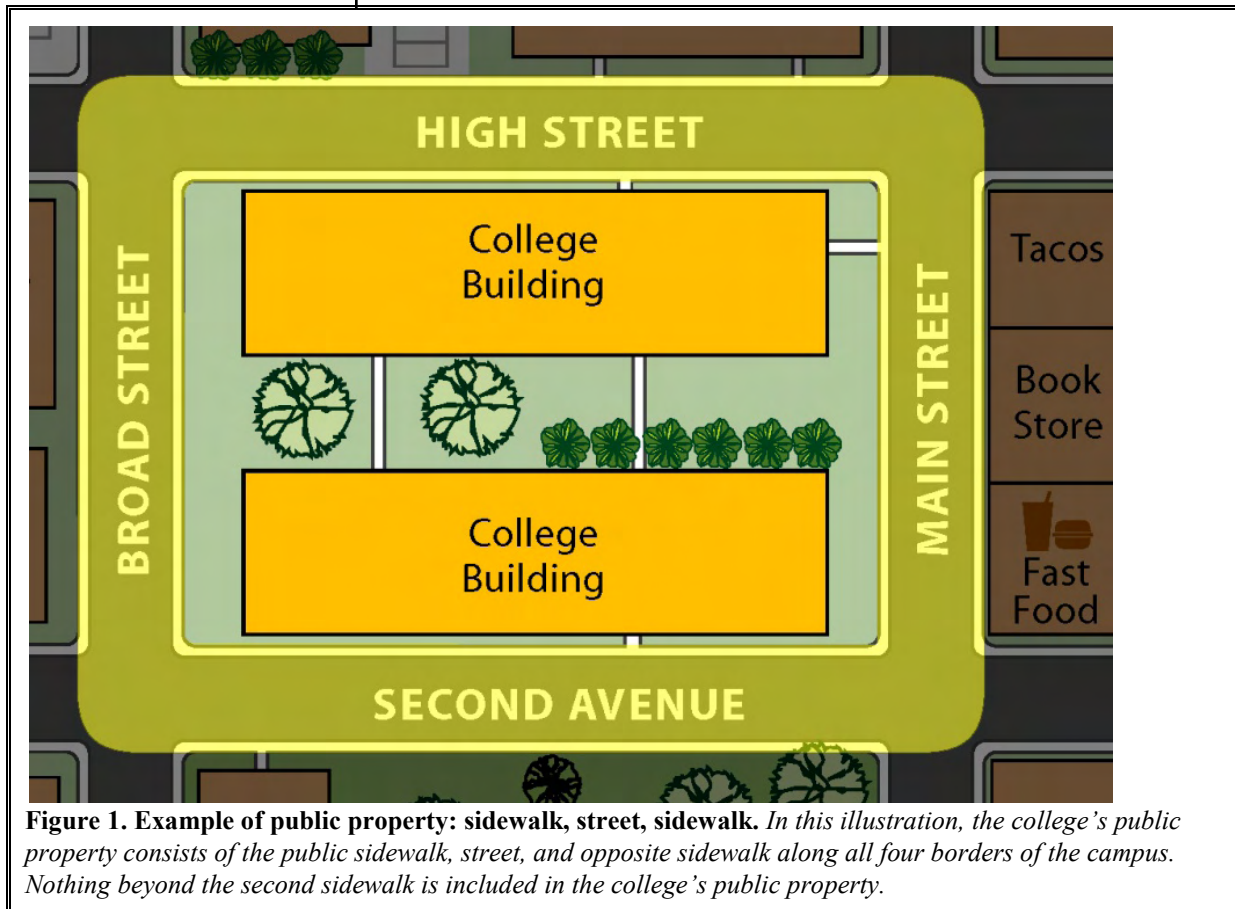 HIGH STREET
College
Building
BROAD STREET
MAIN STREET
Tacos
Book
Store
College
Building
Fast
Food
SECOND AVENUE
Figure 1. Example of public property: sidewalk, street, sidewalk. In this illustration, the college’s public
property consists of the public sidewalk, street, and opposite sidewalk along all four borders of the campus.
Nothing beyond the second sidewalk is included in the college’s public property.